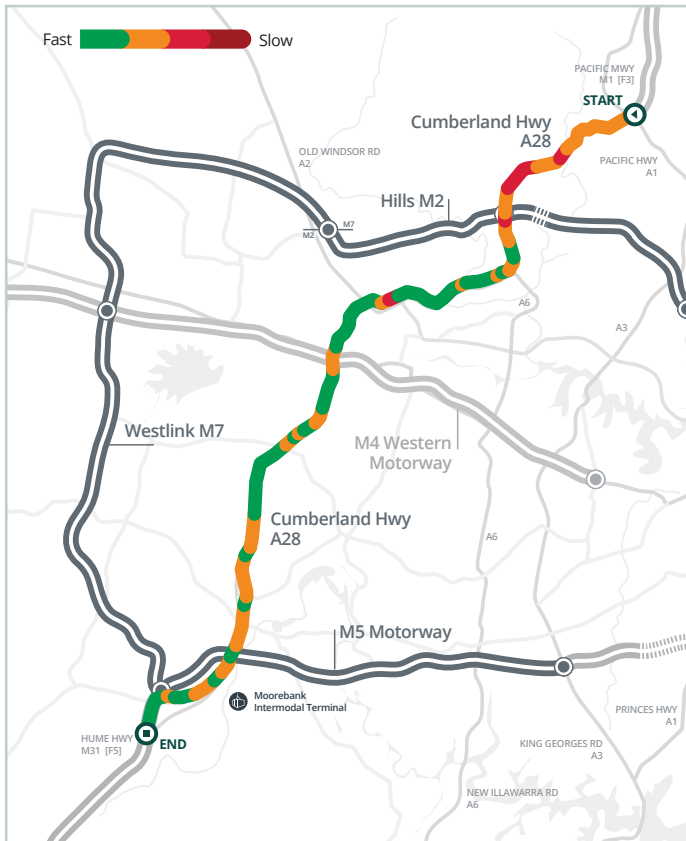 Fast
Slow
PACIFIC MWY
M1 [F3]
START
Cumberland Hwy
A28
OLD WINDSOR RD
A2
PACIFIC HWY
A1
Hills M2
M7
M2
A6
A3
Westlink M7
M4 Western
Motorway
Cumberland Hwy
A28
A6
M5 Motorway
Moorebank
Intermodal Terminal
PRINCES HWY
A1
HUME HWY
M31 [F5]
END
KING GEORGES RD
A3
NEW ILLAWARRA RD
A6